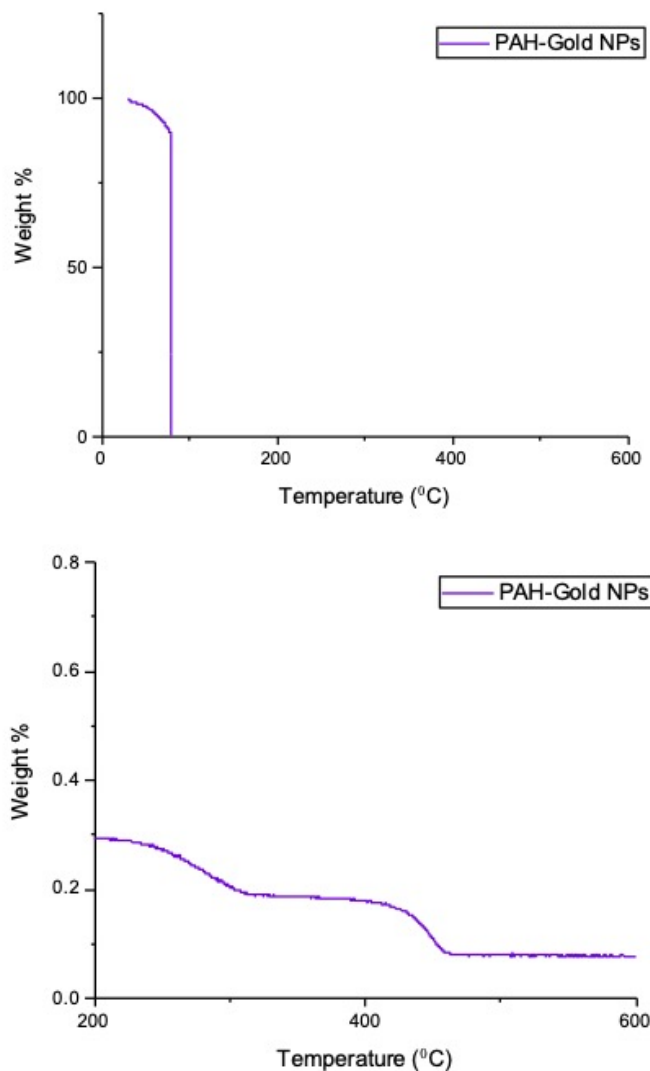 PAH-Gold NPs
100
50
0
Weight %
0 200 400 600
Temperature (⁰C)
PAH-Gold NPs
0.8
0.6
0.4
0.2
0.0
Weight %
200 400 600
Temperature (⁰C)